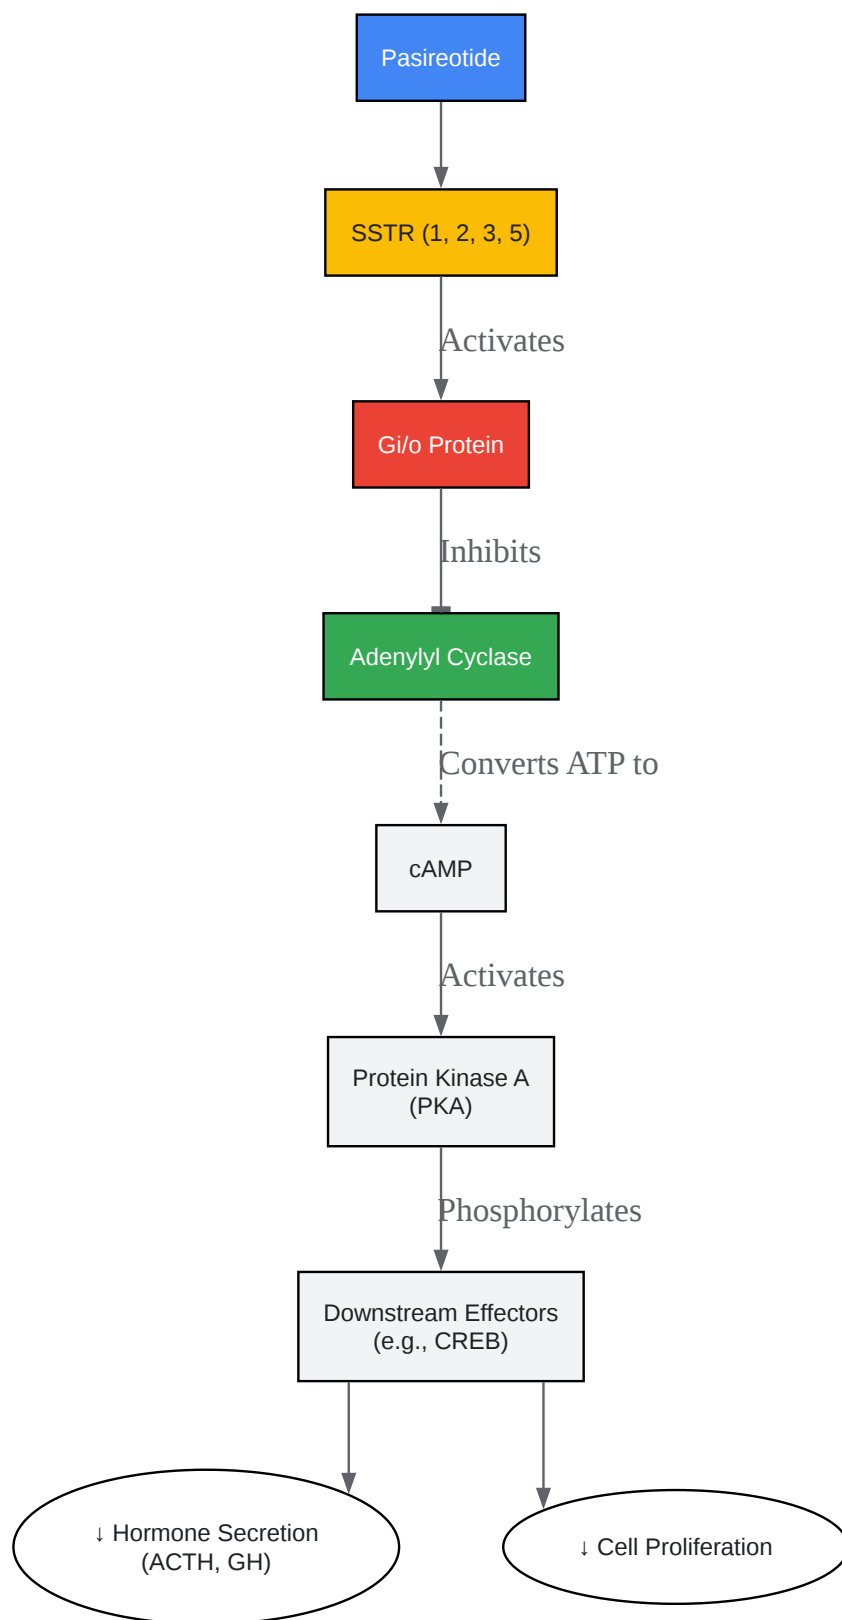 Pasireotide
SSTR (1, 2, 3, 5)
Activates
Gi/o Protein
Inhibits
Adenylyl Cyclase
Converts ATP to
cAMP
Activates
Protein Kinase A
(PKA)
Phosphorylates
Downstream Effectors
(e.g., CREB)
↓ Hormone Secretion
(ACTH, GH)
↓ Cell Proliferation